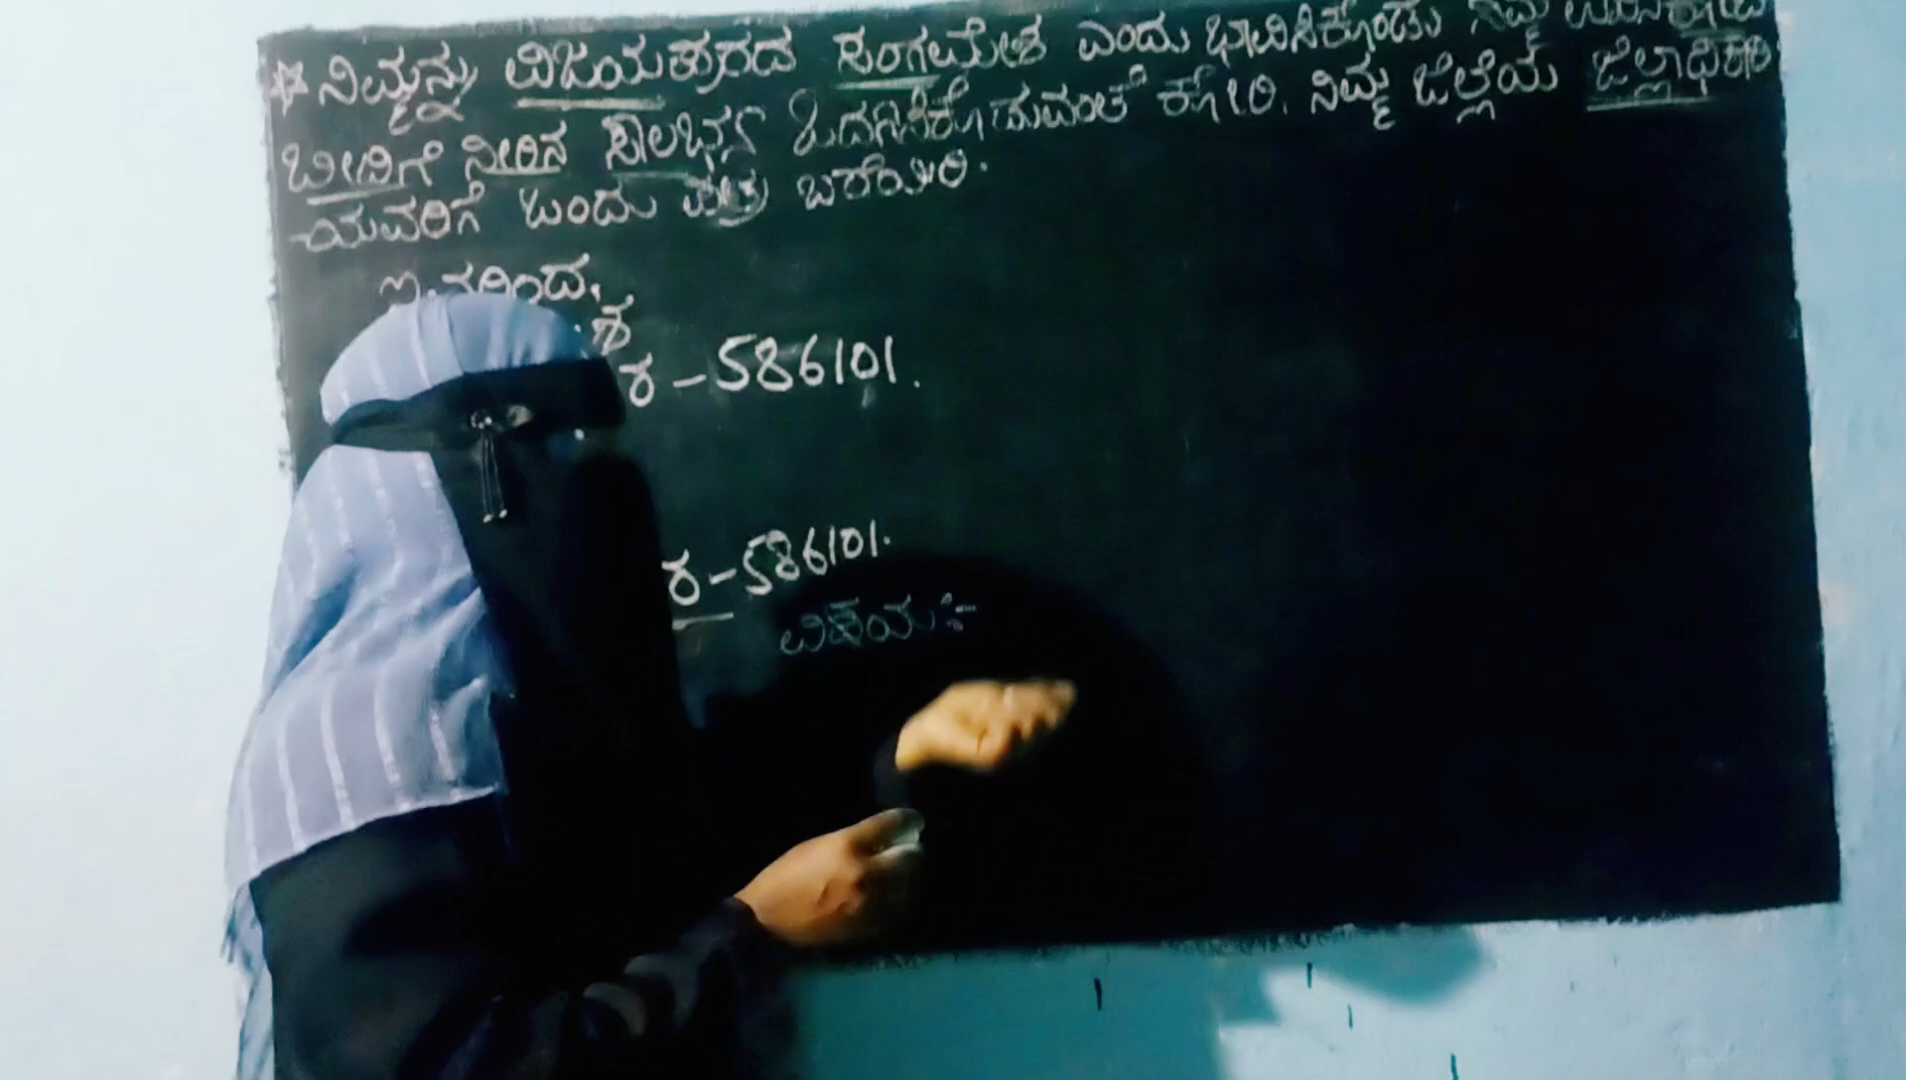 * ನಿಮ್ಮನ್ನು ವಿಜಯಪುರದ ಸಂಗಮೇಶ ಎಂದು ಭಾವಿಸಿಕೊಂಡು ನಿಮ್ಮ
ಬೀದಿಗೆ ನೀರಿನ ಸೌಲಭ್ಯ ಒದಗಿಸಿಕೊಡುವಂತೆ ಕೋರಿ. ನಿಮ್ಮ ಜಿಲ್ಲೆಯ ಜಿಲ್ಲಾಧಿಕಾರಿ
-ಯವರಿಗೆ ಒಂದು ಪತ್ರ ಬರೆಯಿರಿ.
ಇವರಿಂದ,
ಶ
ರ - 586101.
ರ - 586101.
ವಿಷಯ :-